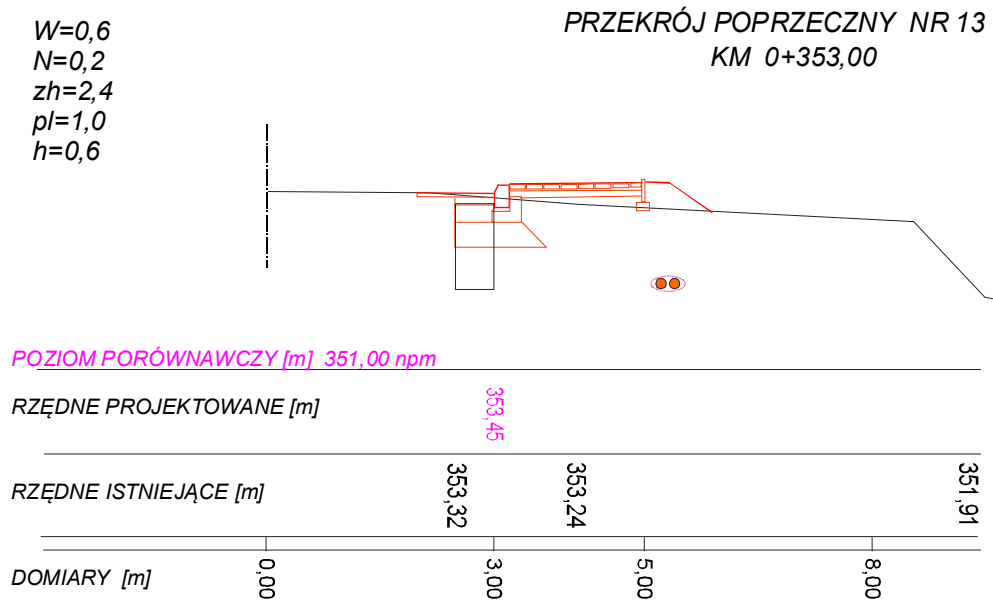 PRZEKRÓJ POPRZECZNY NR 13
KM 0+353,00
W=0,6
N=0,2
zh=2,4
pl=1,0
h=0,6
POZIOM PORÓWNAWCZY [m] 351,00 npm
RZĘDNE PROJEKTOWANE [m]
353,45
RZĘDNE ISTNIEJĄCE [m]
353,32
353,24
351,91
DOMIARY [m]
0,00
3,00
5,00
8,00